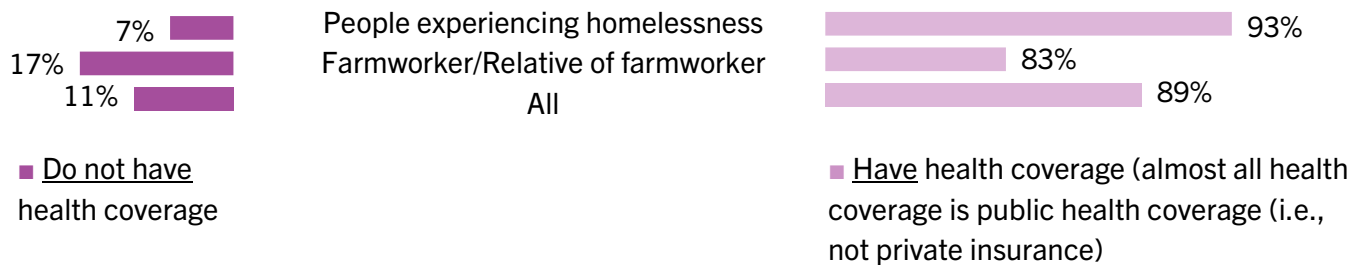 7% People experiencing homelessness 93%
17% Farmworker/Relative of farmworker 83%
11% All 89%
Do not have
health coverage
Have health coverage (almost all health
coverage is public health coverage (i.e.,
not private insurance)